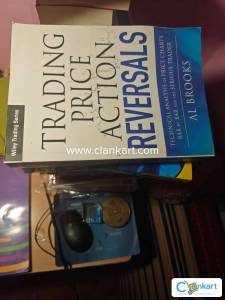 Wiley Trading Series
TRADING
PRICE
ACTION
REVERSALS
TECHNICAL ANALYSIS OF PRICE CHARTS
BAR BY BAR FOR THE SERIOUS TRADER
AL BROOKS
www.clankart.com
Clankart